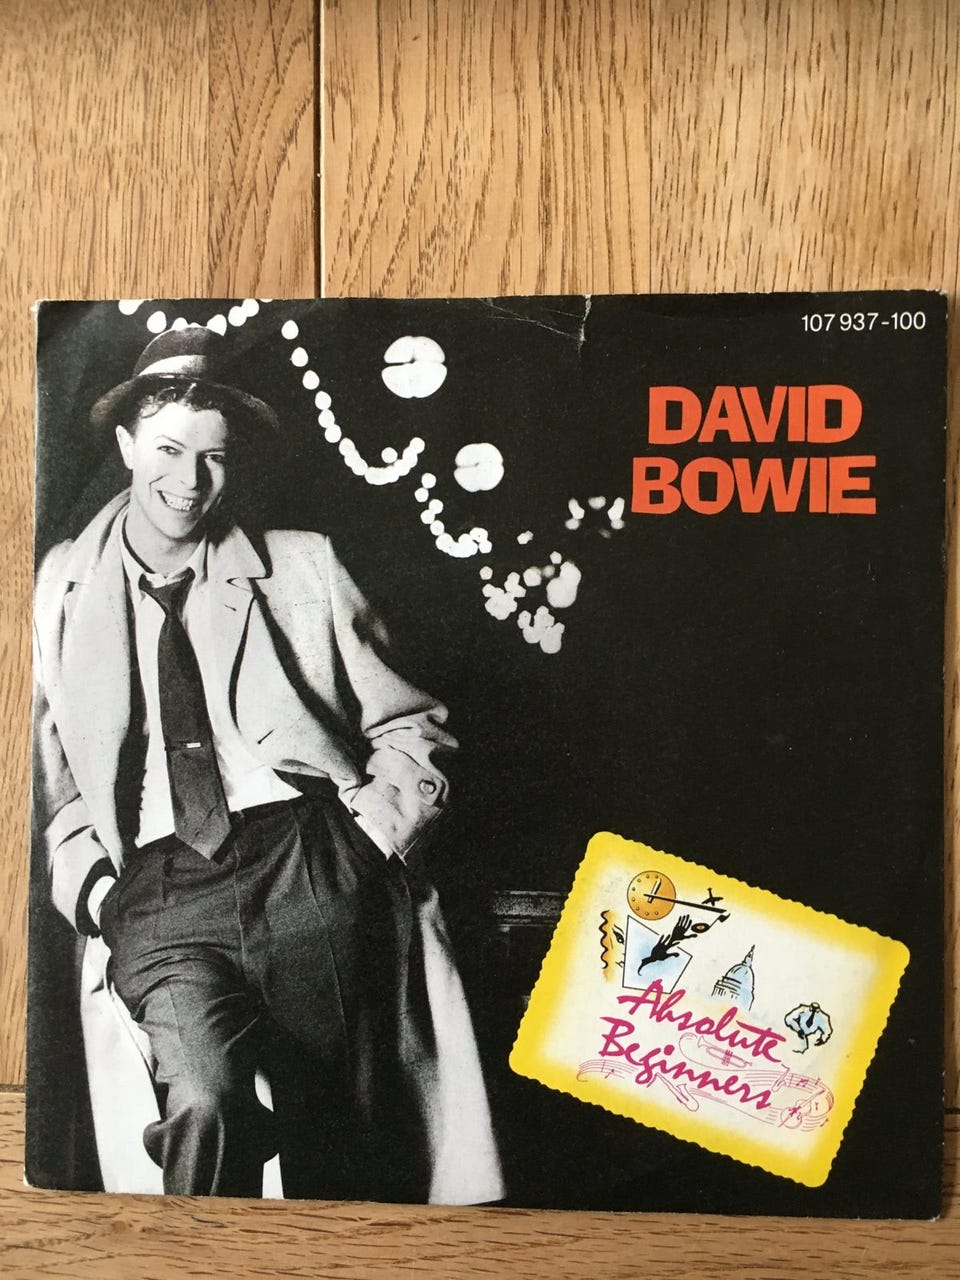 107 937-100
DAVID
BOWIE
Absolute
Beginners